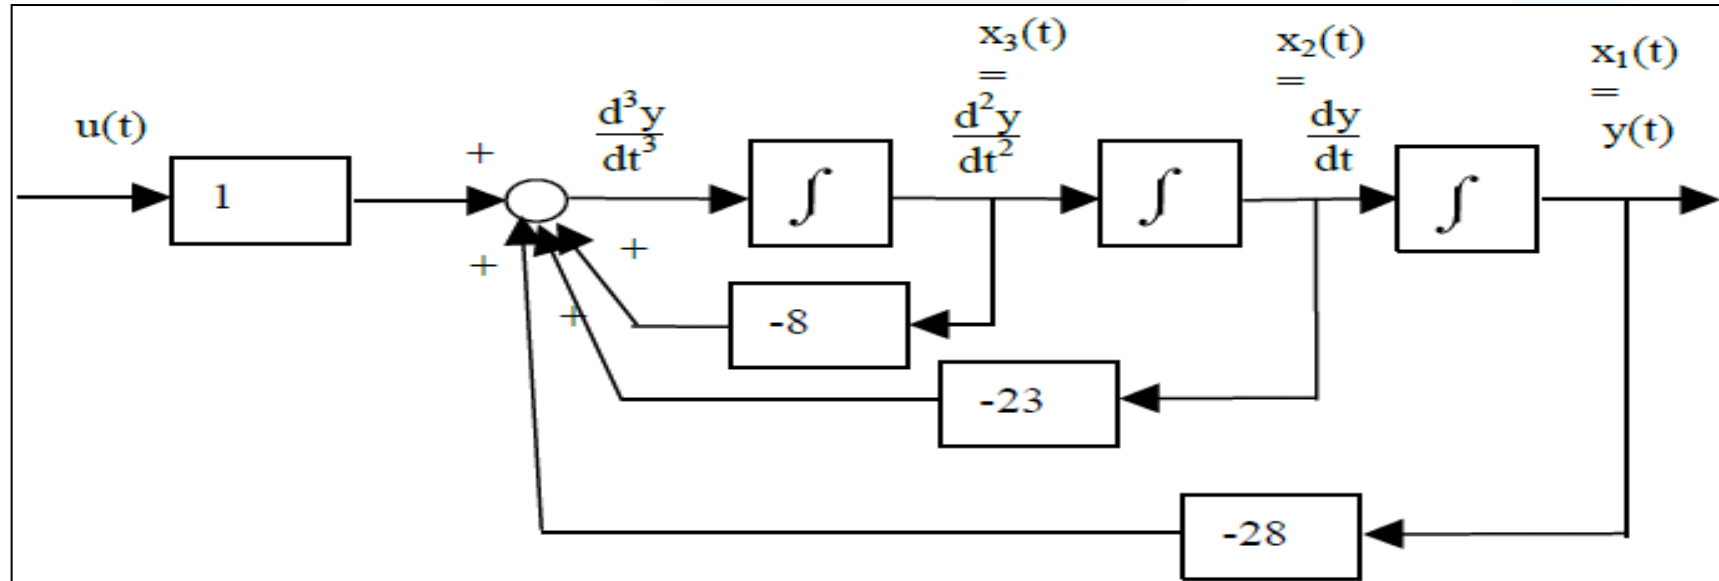 x₃(t)
=
d²y
dt²
x₂(t)
=
dy
dt
x₁(t)
=
y(t)
u(t)
d³y
dt³
1
+
∫
∫
∫
+
+
+
-8
-23
-28